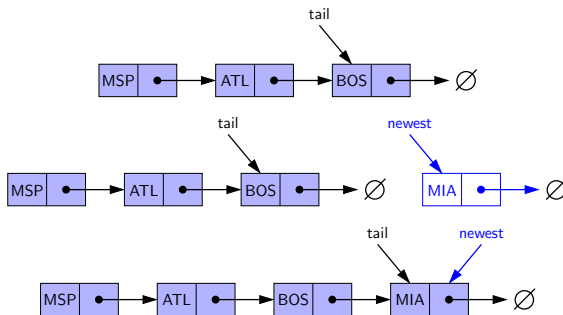 tail
MSP ATL BOS ∅
tail newest
MSP ATL BOS ∅ MIA ∅
tail newest
MSP ATL BOS MIA ∅